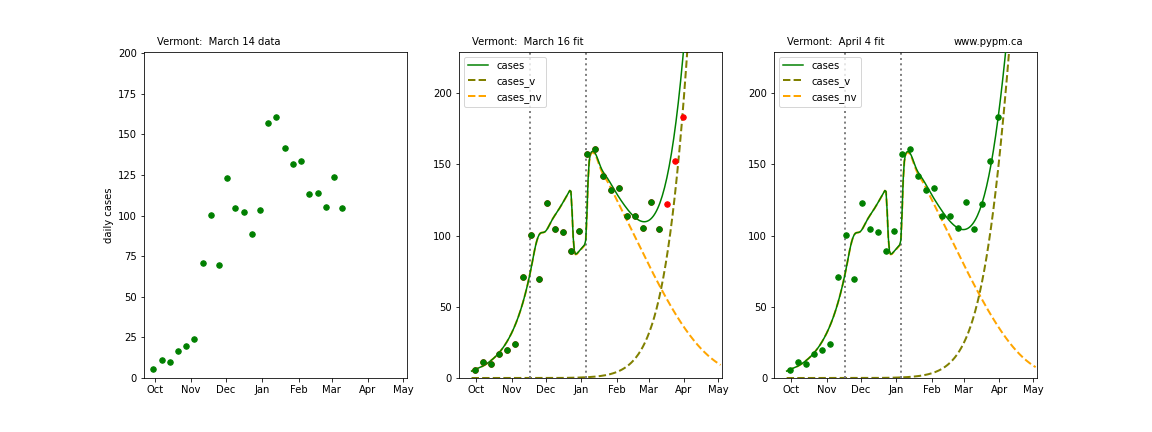 Vermont: March 14 data
200
175
150
125
100
75
50
25
0
daily cases
Oct Nov Dec Jan Feb Mar Apr May
Vermont: March 16 fit
cases
cases_v
cases_nv
200
150
100
50
0
Oct Nov Dec Jan Feb Mar Apr May
Vermont: April 4 fit www.pypm.ca
cases
cases_v
cases_nv
200
150
100
50
0
Oct Nov Dec Jan Feb Mar Apr May